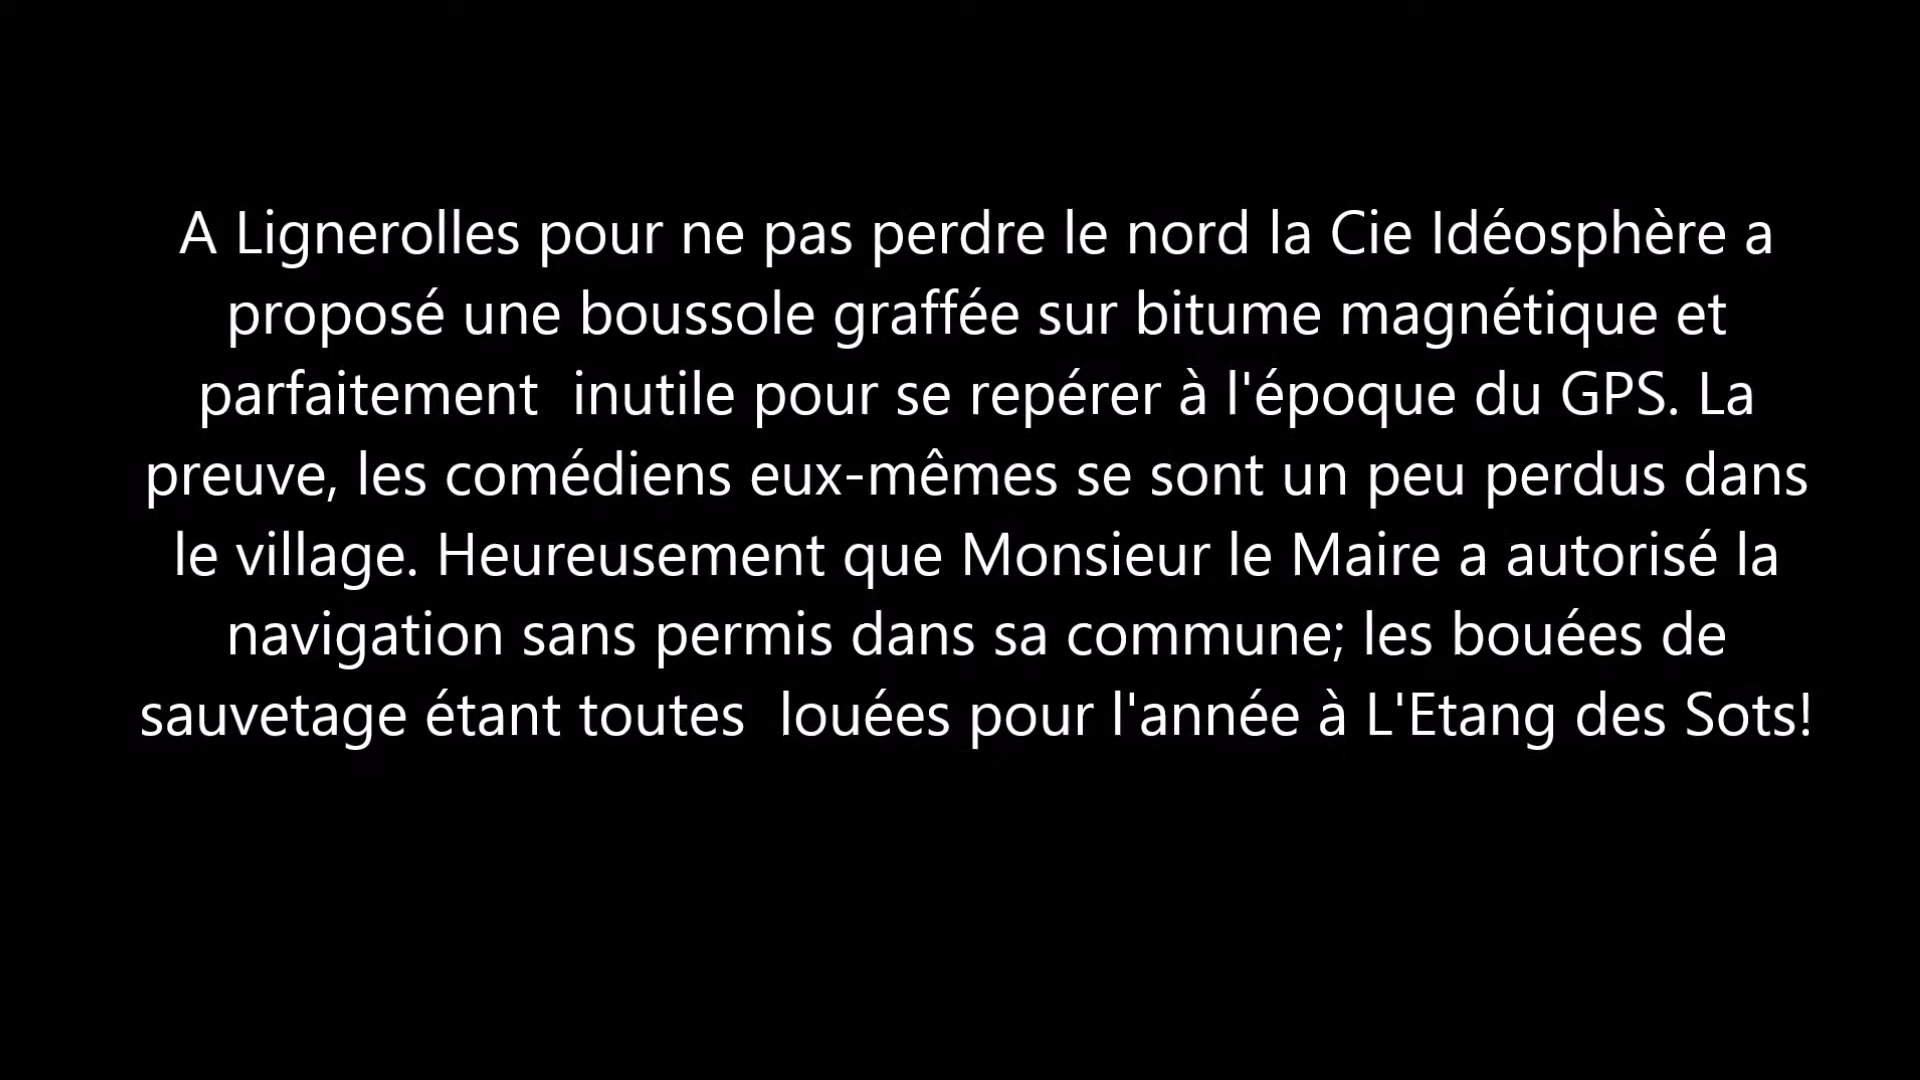 A Lignerolles pour ne pas perdre le nord la Cie Idéosphère a
proposé une boussole graffée sur bitume magnétique et
parfaitement  inutile pour se repérer à l'époque du GPS. La
preuve, les comédiens eux-mêmes se sont un peu perdus dans
le village. Heureusement que Monsieur le Maire a autorisé la
navigation sans permis dans sa commune; les bouées de
sauvetage étant toutes  louées pour l'année à L'Etang des Sots!